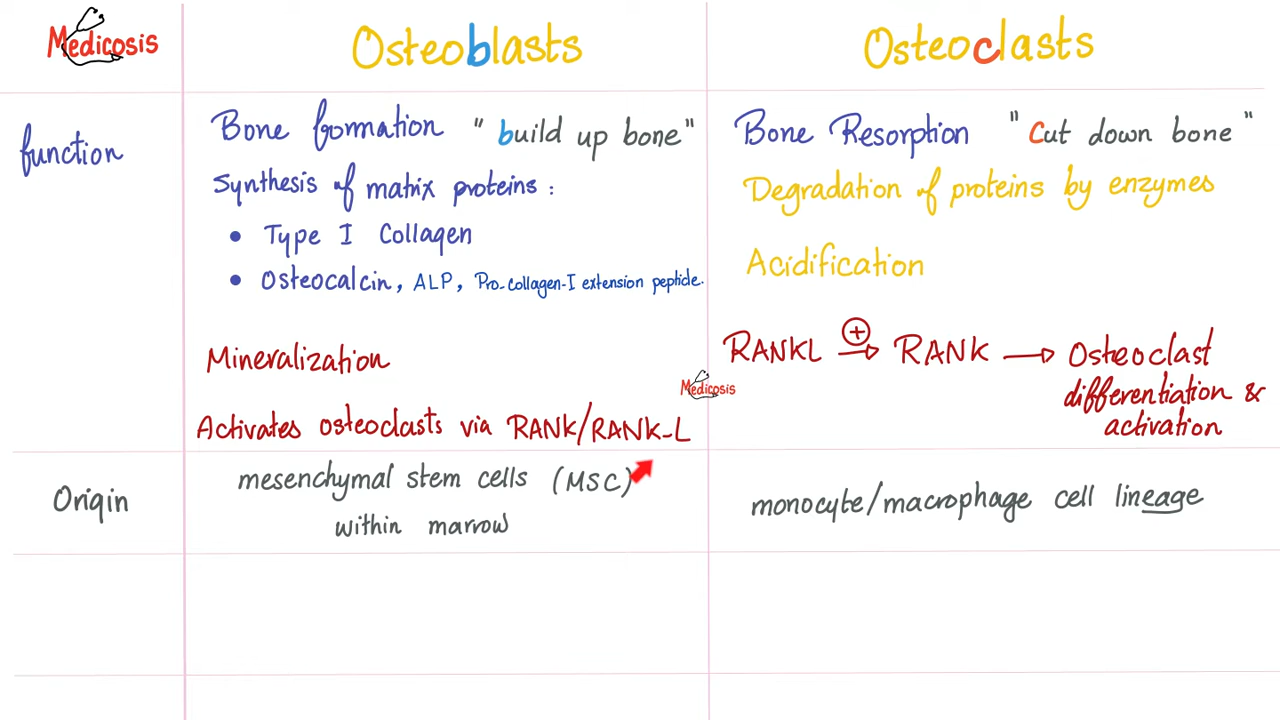 Medicosis
Osteoblasts
Osteoclasts
function
Bone formation "build up bone"
Synthesis of matrix proteins :
• Type I Collagen
• Osteocalcin, ALP, Pro-collagen-I extension peptide.
Mineralization
Activates osteoclasts via RANK/RANK-L
Bone Resorption "Cut down bone"
Degradation of proteins by enzymes
Acidification
RANKL + → RANK → Osteoclast
differentiation &
activation
Medicosis
Origin
mesenchymal stem cells (MSC)
within marrow
monocyte/macrophage cell lineage